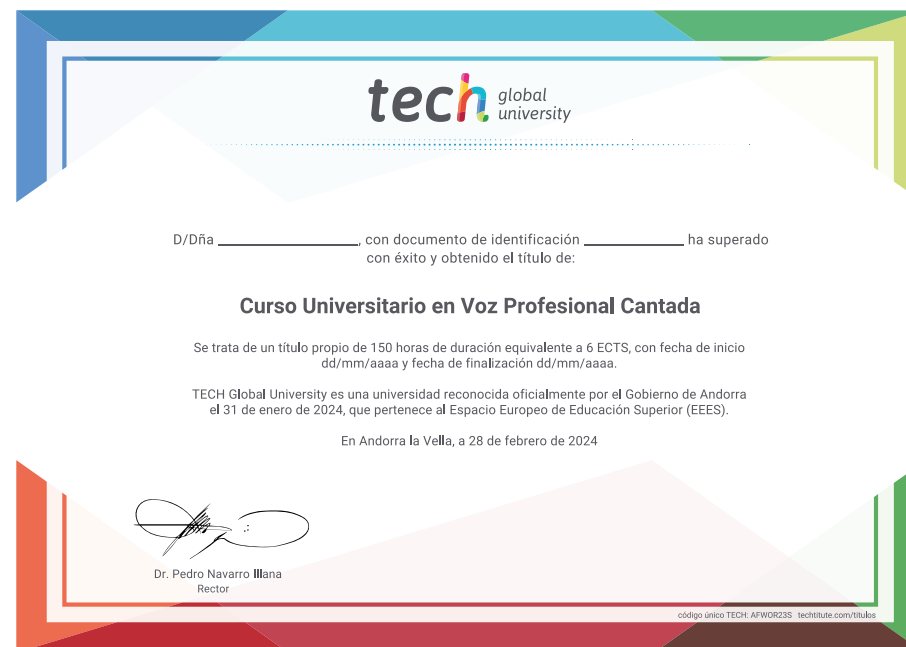 tech global university
D/Dña ____________, con documento de identificación ____________ ha superado
con éxito y obtenido el título de:
Curso Universitario en Voz Profesional Cantada
Se trata de un título propio de 150 horas de duración equivalente a 6 ECTS, con fecha de inicio
dd/mm/aaaa y fecha de finalización dd/mm/aaaa.
TECH Global University es una universidad reconocida oficialmente por el Gobierno de Andorra
el 31 de enero de 2024, que pertenece al Espacio Europeo de Educación Superior (EEES).
En Andorra la Vella, a 28 de febrero de 2024
Dr. Pedro Navarro Illana
Rector
código único TECH: AFWOR23S techtitute.com/titulos